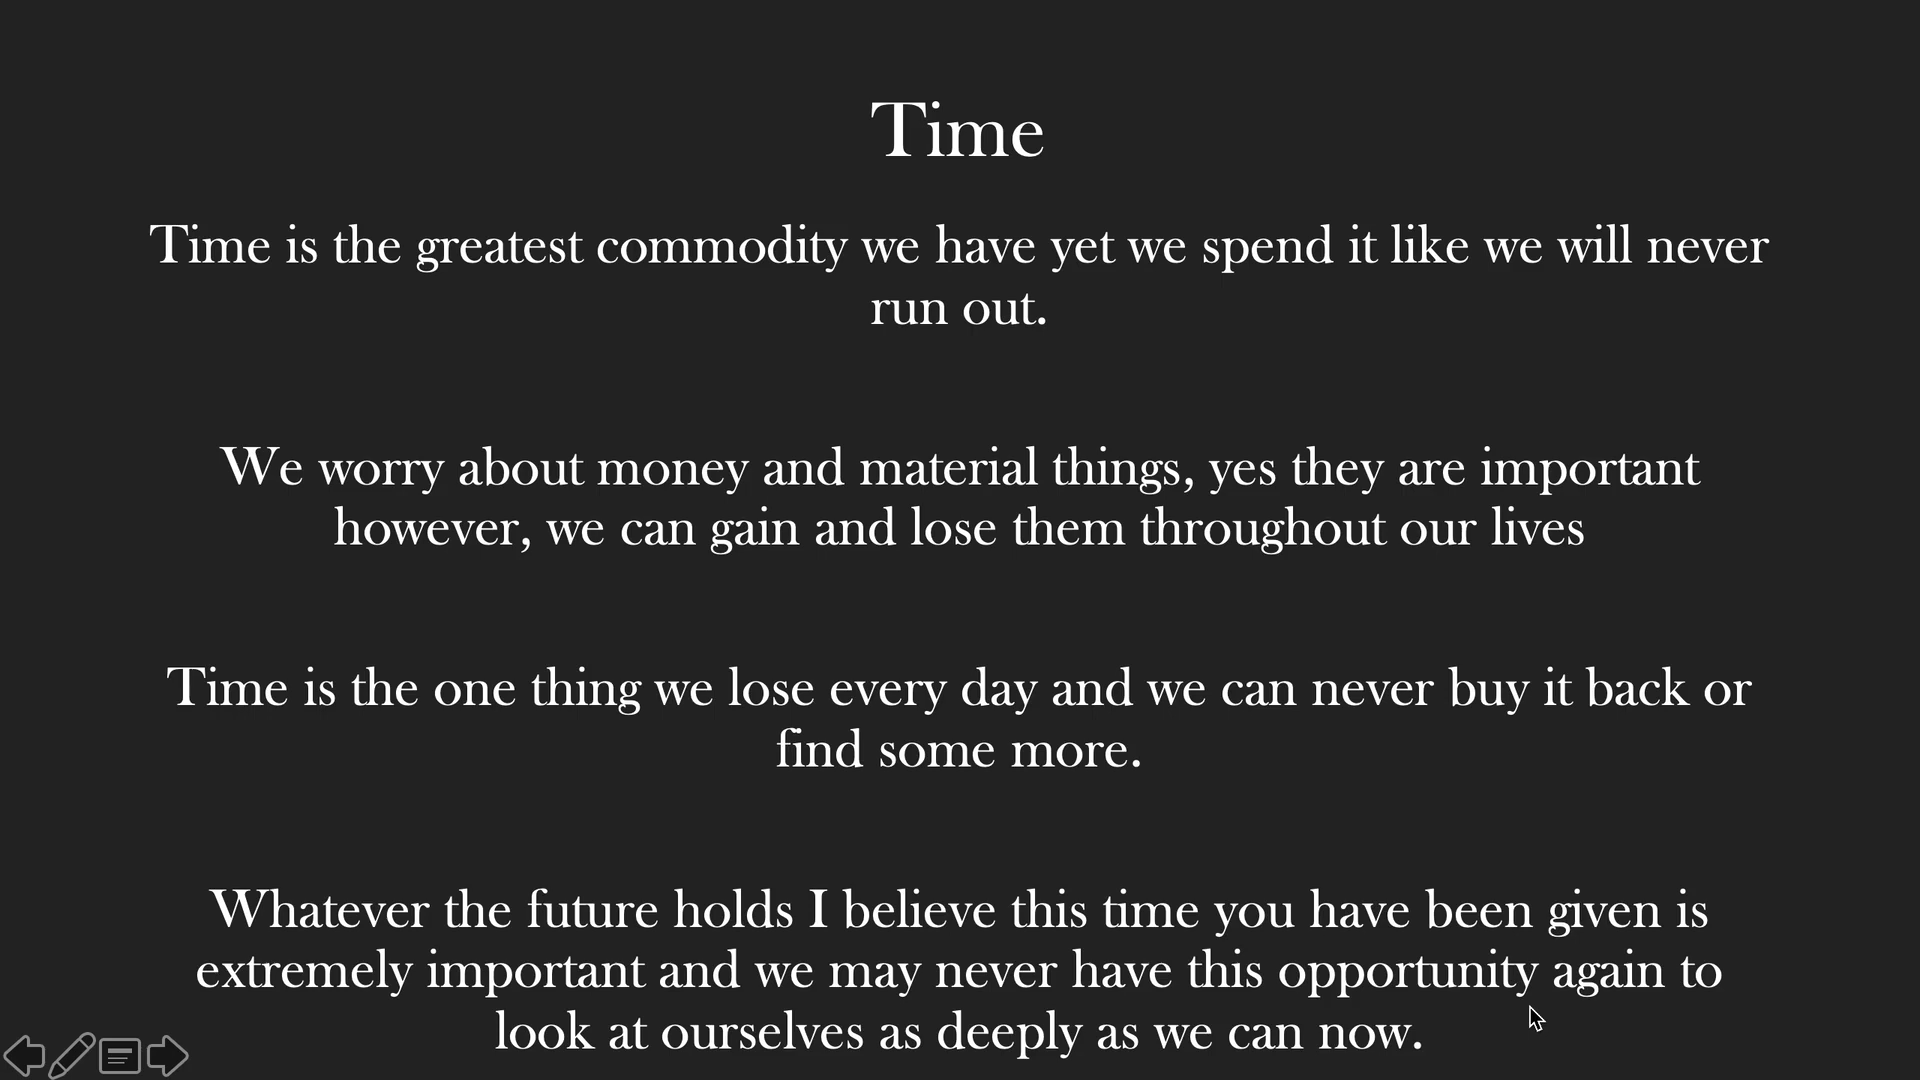 Time
Time is the greatest commodity we have yet we spend it like we will never
run out.
We worry about money and material things, yes they are important
however, we can gain and lose them throughout our lives
Time is the one thing we lose every day and we can never buy it back or
find some more.
Whatever the future holds I believe this time you have been given is
extremely important and we may never have this opportunity again to
look at ourselves as deeply as we can now.